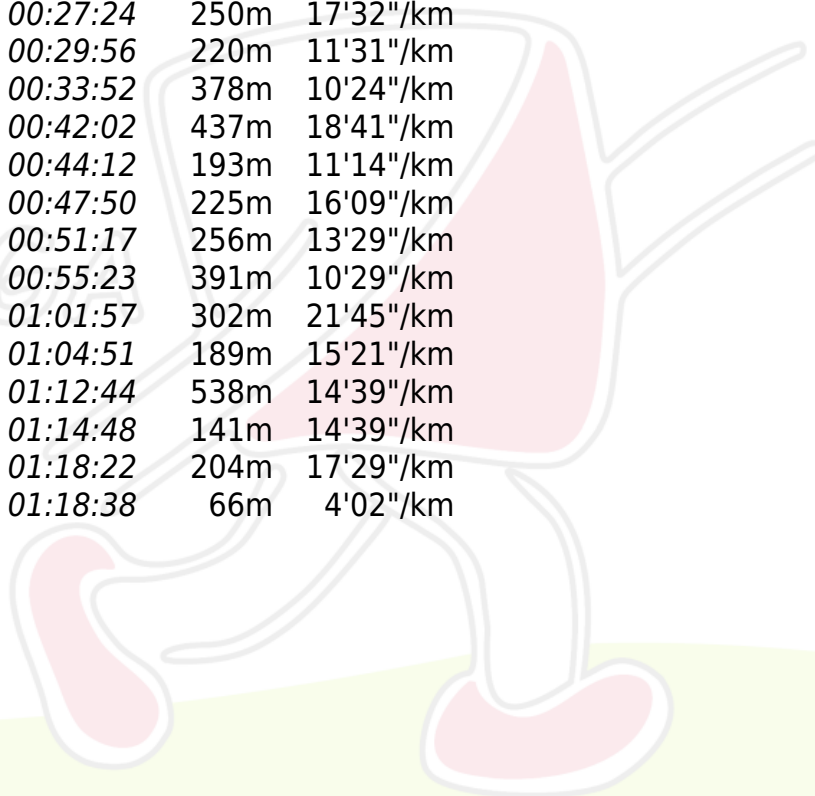 00:27:24 250m 17'32"/km
00:29:56 220m 11'31"/km
00:33:52 378m 10'24"/km
00:42:02 437m 18'41"/km
00:44:12 193m 11'14"/km
00:47:50 225m 16'09"/km
00:51:17 256m 13'29"/km
00:55:23 391m 10'29"/km
01:01:57 302m 21'45"/km
01:04:51 189m 15'21"/km
01:12:44 538m 14'39"/km
01:14:48 141m 14'39"/km
01:18:22 204m 17'29"/km
01:18:38 66m 4'02"/km